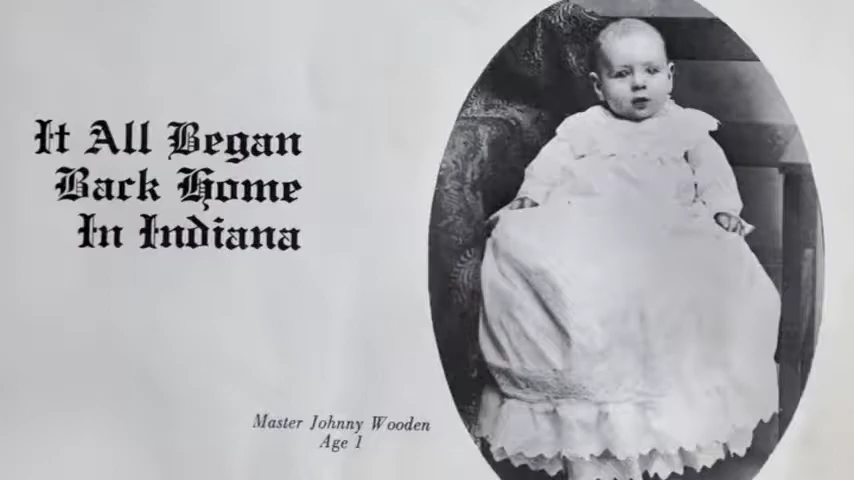 It All Began
Back Home
In Indiana
Master Johnny Wooden
Age 1